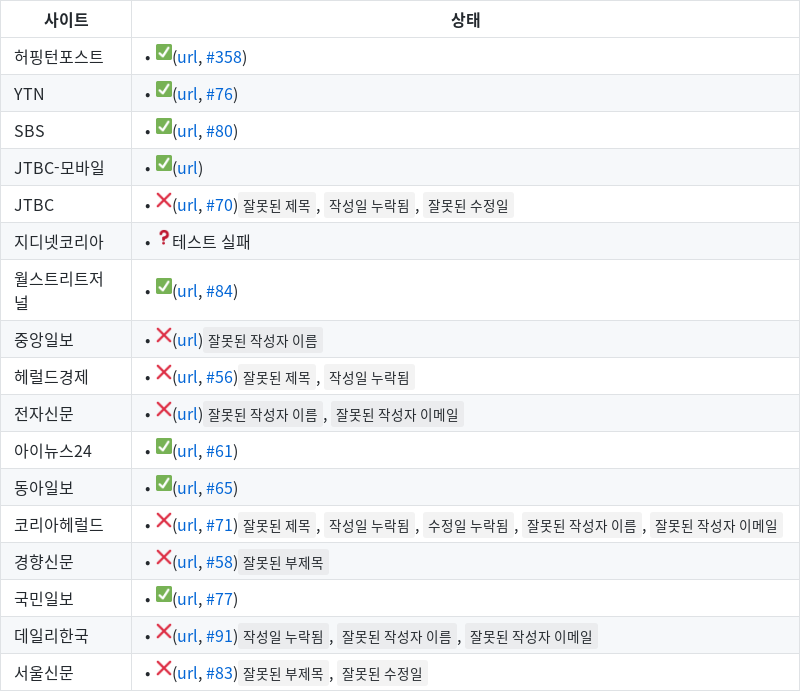 사이트 상태
허핑턴포스트 • ✅(url, #358)
YTN • ✅(url, #76)
SBS • ✅(url, #80)
JTBC-모바일 • ✅(url)
JTBC • ❌(url, #70) 잘못된 제목 , 작성일 누락됨 , 잘못된 수정일
지디넷코리아 • ❓테스트 실패
월스트리트저
널 • ✅(url, #84)
중앙일보 • ❌(url) 잘못된 작성자 이름
헤럴드경제 • ❌(url, #56) 잘못된 제목 , 작성일 누락됨
전자신문 • ❌(url) 잘못된 작성자 이름 , 잘못된 작성자 이메일
아이뉴스24 • ✅(url, #61)
동아일보 • ✅(url, #65)
코리아헤럴드 • ❌(url, #71) 잘못된 제목 , 작성일 누락됨 , 수정일 누락됨 , 잘못된 작성자 이름 , 잘못된 작성자 이메일
경향신문 • ❌(url, #58) 잘못된 부제목
국민일보 • ✅(url, #77)
데일리한국 • ❌(url, #91) 작성일 누락됨 , 잘못된 작성자 이름 , 잘못된 작성자 이메일
서울신문 • ❌(url, #83) 잘못된 부제목 , 잘못된 수정일